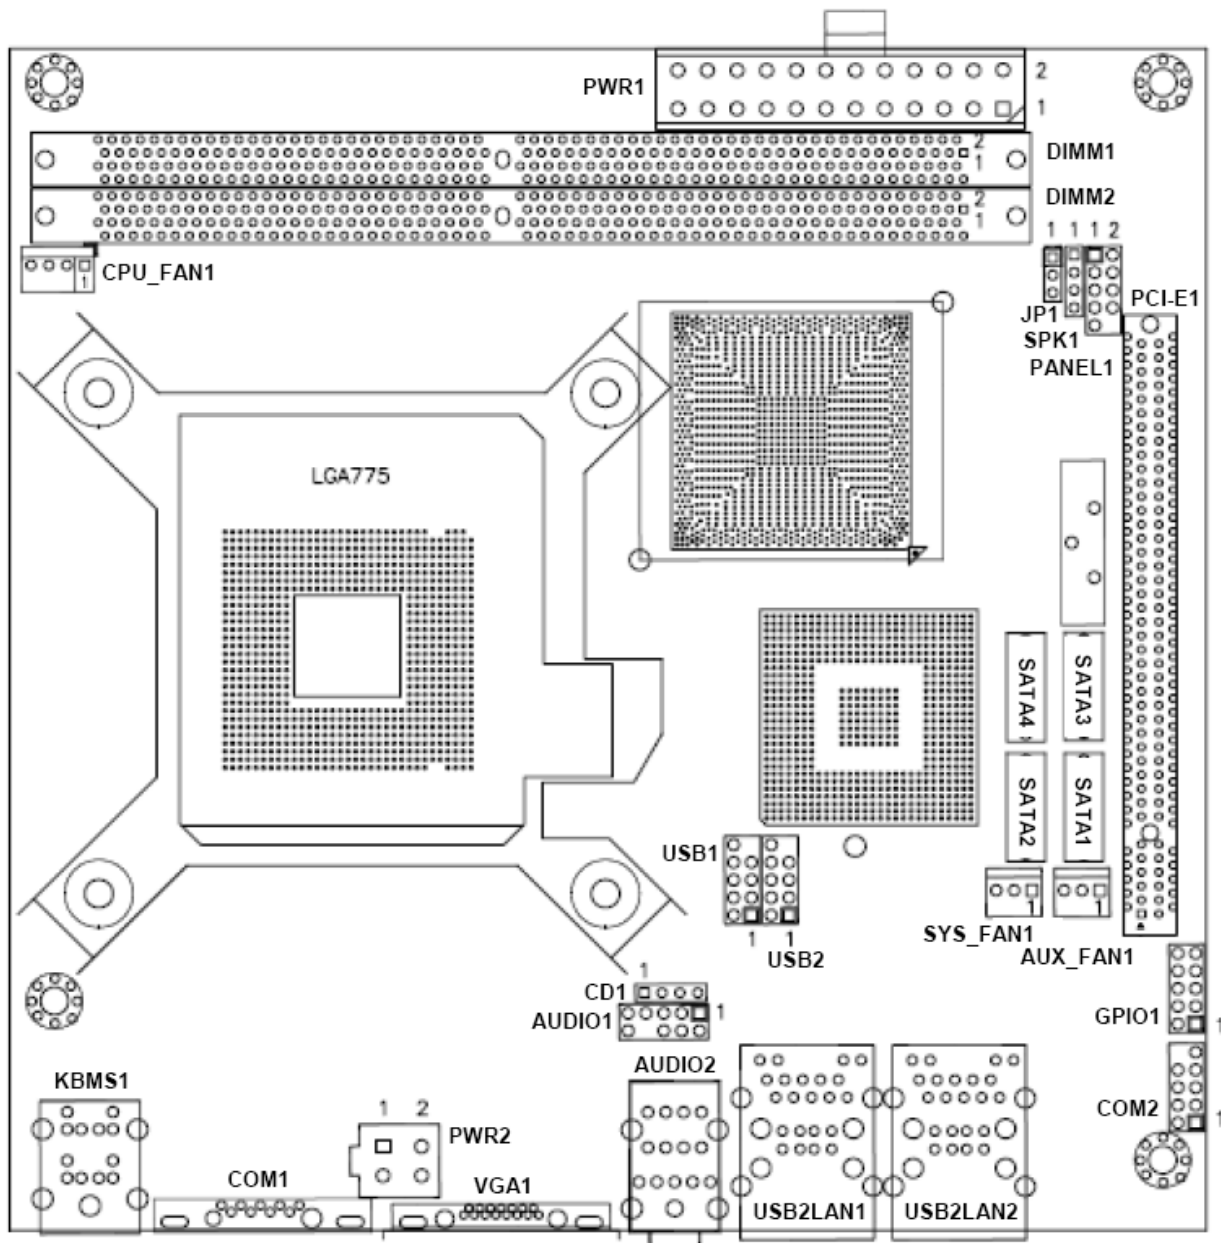 PWR1
2
1
2
1
DIMM1
2
1
DIMM2
1 1 1 2
1
CPU_FAN1
JP1
SPK1
PANEL1
PCI-E1
LGA775
SATA4
SATA3
SATA2
SATA1
USB1
1
1
USB2
1
SYS_FAN1
1
AUX_FAN1
1
CD1
AUDIO1
1
GPIO1
1
AUDIO2
KBMS1
1 2
PWR2
COM2
1
COM1
VGA1
USB2LAN1
USB2LAN2